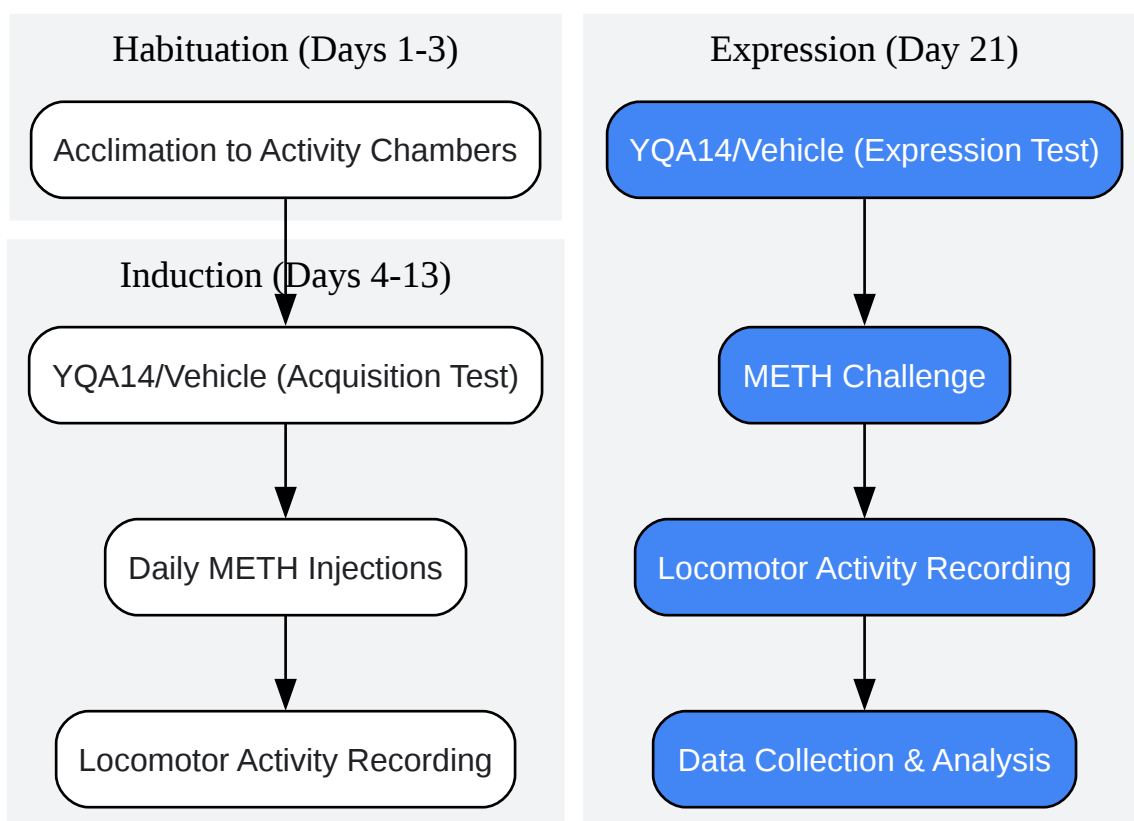 Habituation (Days 1-3)
Acclimation to Activity Chambers
Induction (Days 4-13)
YQA14/Vehicle (Acquisition Test)
Daily METH Injections
Locomotor Activity Recording
Expression (Day 21)
YQA14/Vehicle (Expression Test)
METH Challenge
Locomotor Activity Recording
Data Collection & Analysis